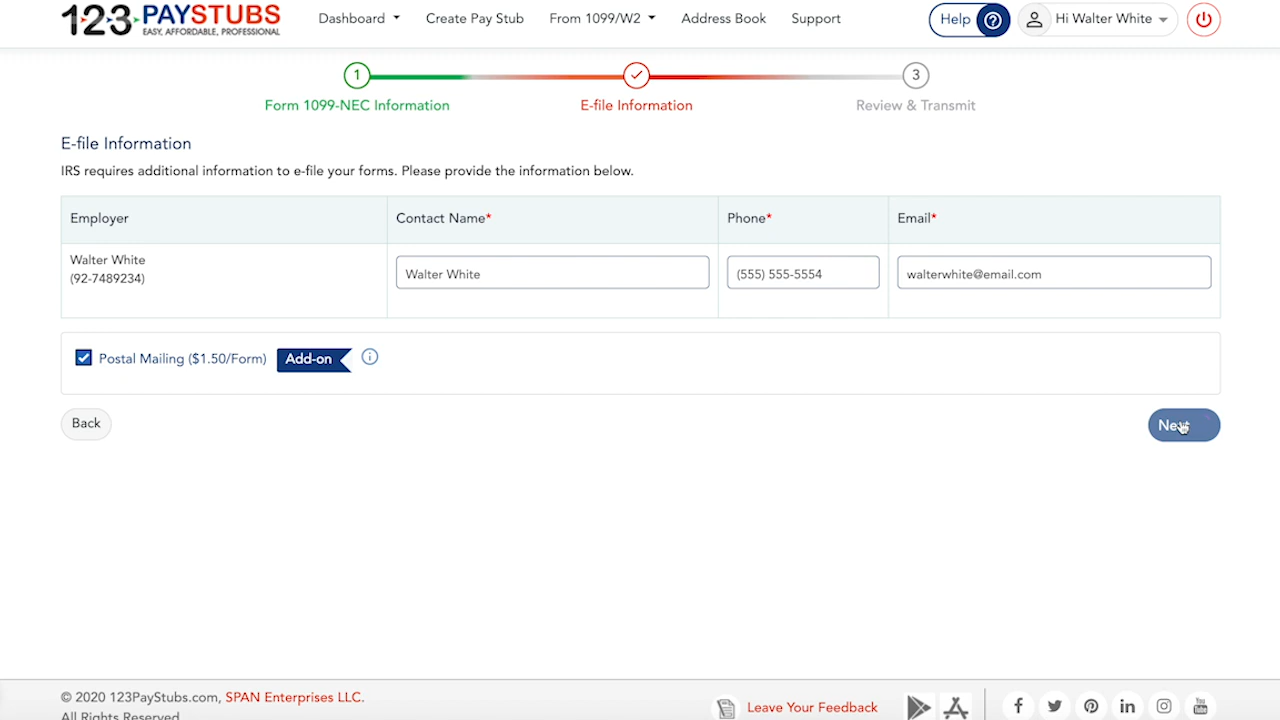 123 PAYSTUBS
EASY, AFFORDABLE, PROFESSIONAL
Dashboard
Create Pay Stub
From 1099/W2
Address Book
Support
Help ?
Hi Walter White
1
3
Form 1099-NEC Information
E-file Information
Review & Transmit
E-file Information
IRS requires additional information to e-file your forms. Please provide the information below.
Employer
Contact Name*
Phone*
Email*
Walter White
(92-7489234)
Walter White
(555) 555-5554
walterwhite@email.com
Postal Mailing ($1.50/Form)
Add-on
i
Back
Next
© 2020 123PayStubs.com, SPAN Enterprises LLC.
All Rights Reserved
Leave Your Feedback
f
in
You Tube